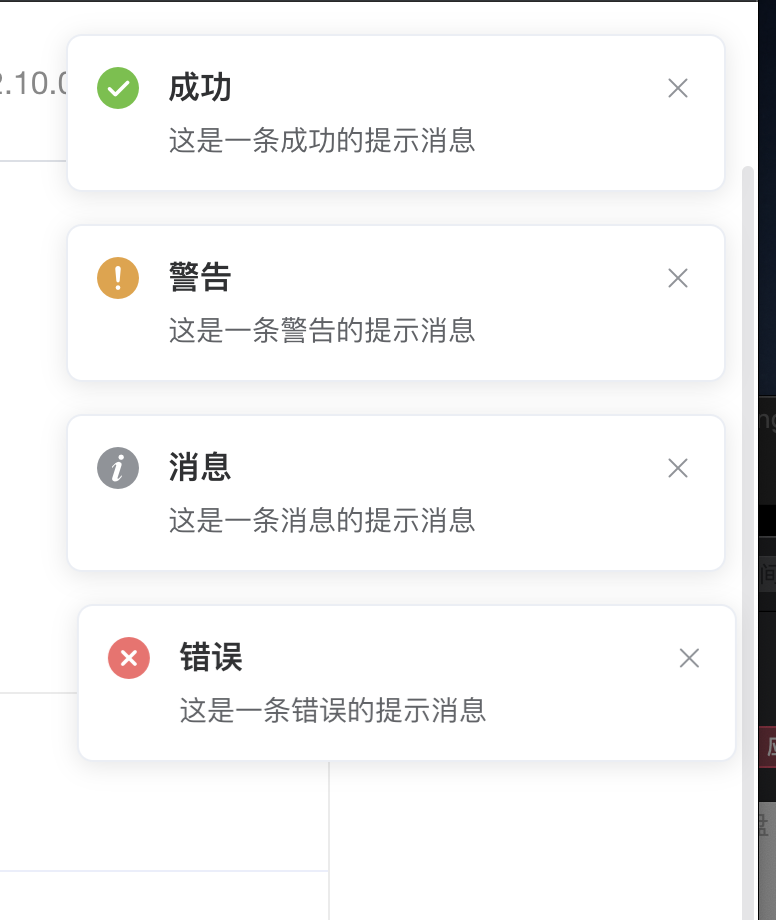 2.10.0
成功
这是一条成功的提示消息
警告
这是一条警告的提示消息
消息
这是一条消息的提示消息
错误
这是一条错误的提示消息